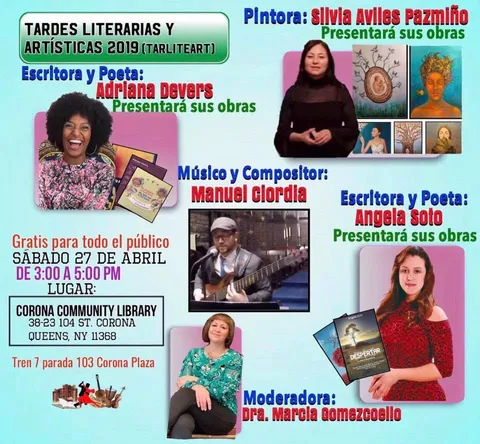 TARDES LITERARIAS Y
ARTÍSTICAS 2019 (TARLITEART)
Pintora: Silvia Aviles Pazmiño
Presentará sus obras
Escritora y Poeta:
Adriana Devers
Presentará sus obras
Músico y Compositor:
Manuel Ciordia
Escritora y Poeta:
Angela Soto
Presentará sus obras
Gratis para todo el público
SÁBADO 27 DE ABRIL
DE 3:00 A 5:00 PM
LUGAR:
CORONA COMMUNITY LIBRARY
38-23 104 ST. CORONA
QUEENS, NY 11368
Tren 7 parada 103 Corona Plaza
DESPERTAR
Moderadora:
Dra. Marcia Gomezcoello